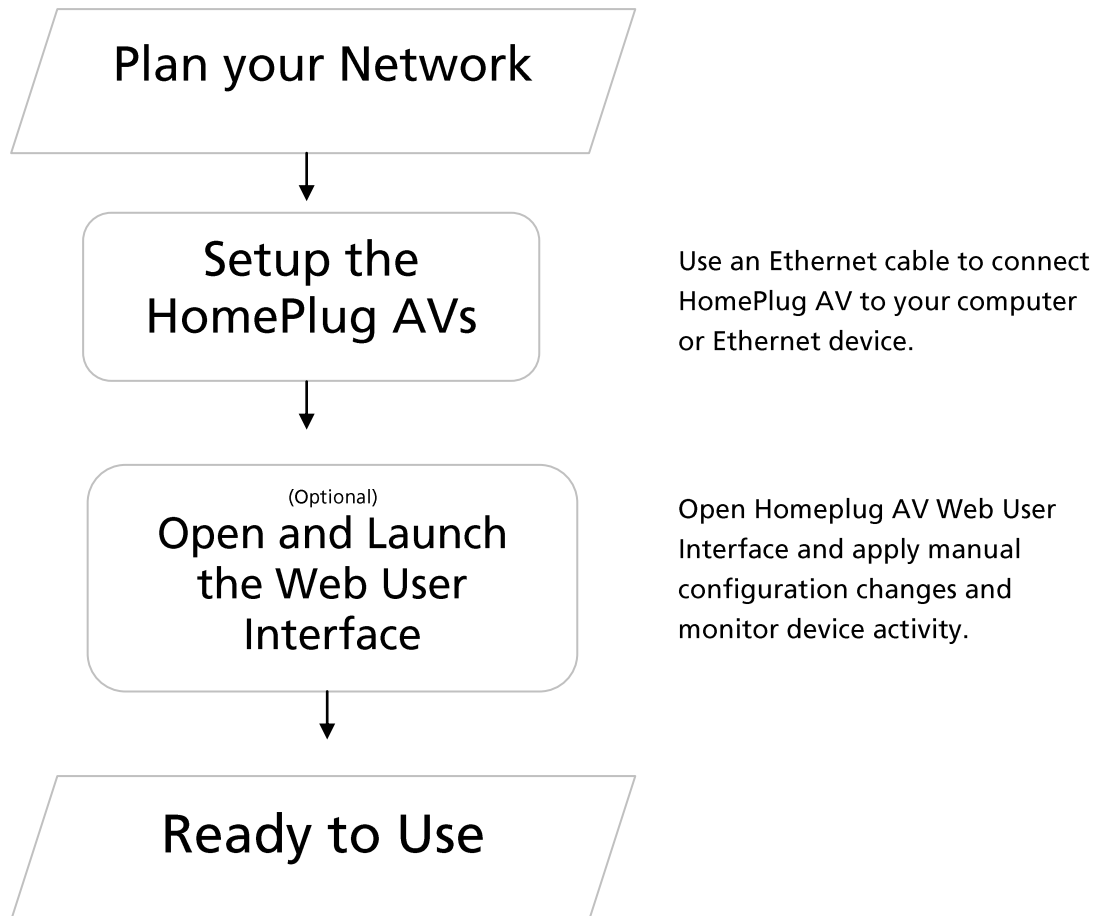 Plan your Network
Setup the
HomePlug AVs
Use an Ethernet cable to connect
HomePlug AV to your computer
or Ethernet device.
(Optional)
Open and Launch
the Web User
Interface
Open Homeplug AV Web User
Interface and apply manual
configuration changes and
monitor device activity.
Ready to Use